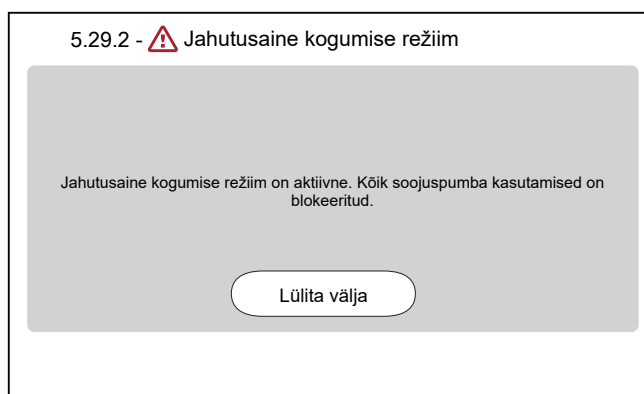 5.29.2 - Jahutusaine kogumise režiim
Jahutusaine kogumise režiim on aktiivne. Kõik soojuspumba kasutamised on
blokeeritud.
Lülita välja